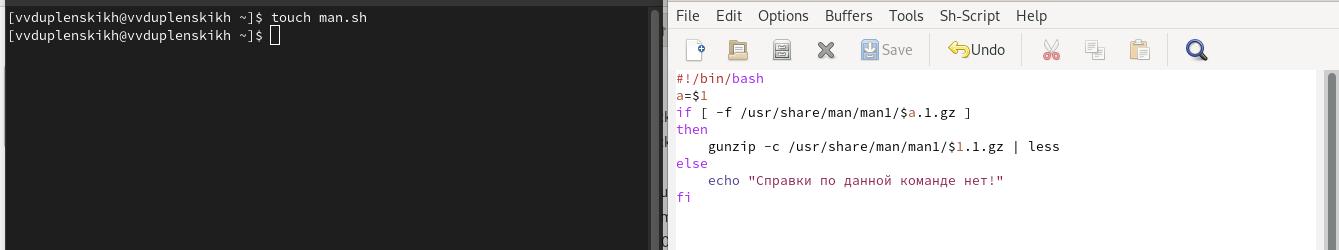 [vvduplenskikh@vvduplenskikh ~]$ touch man.sh
[vvduplenskikh@vvduplenskikh ~]$
File Edit Options Buffers Tools Sh-Script Help
Save Undo
#!/bin/bash
a=$1
if [ -f /usr/share/man/man1/$a.1.gz ]
then
    gunzip -c /usr/share/man/man1/$1.1.gz | less
else
    echo "Справки по данной команде нет!"
fi